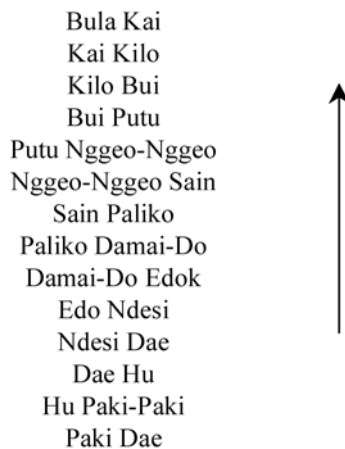 Bula Kai
Kai Kilo
Kilo Bui
Bui Putu
Putu Nggeo-Nggeo
Nggeo-Nggeo Sain
Sain Paliko
Paliko Damai-Do
Damai-Do Edok
Edo Ndesi
Ndesi Dae
Dae Hu
Hu Paki-Paki
Paki Dae